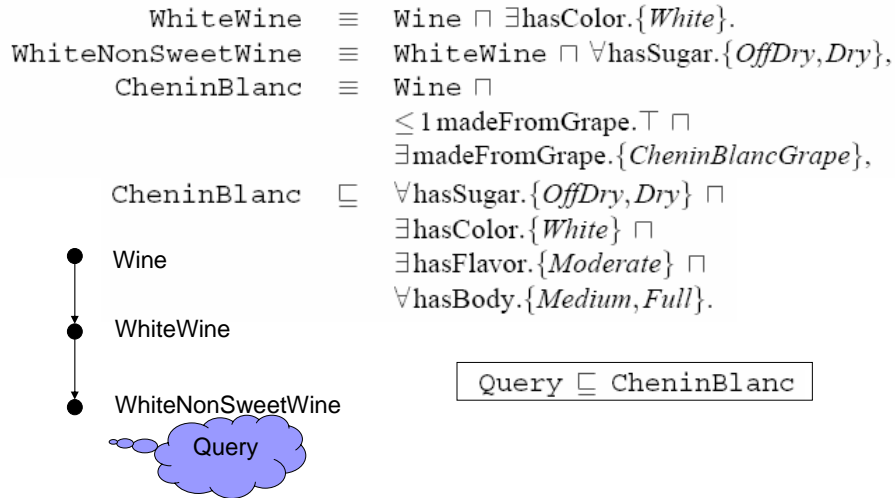 WhiteWine ≡ Wine ⊓ ∃hasColor.{White}.
WhiteNonSweetWine ≡ WhiteWine ⊓ ∀hasSugar.{OffDry,Dry},
CheninBlanc ≡ Wine ⊓
≤ 1 madeFromGrape.⊤ ⊓
∃madeFromGrape.{CheninBlancGrape},
CheninBlanc ⊑ ∀hasSugar.{OffDry,Dry} ⊓
∃hasColor.{White} ⊓
∃hasFlavor.{Moderate} ⊓
∀hasBody.{Medium,Full}.
Wine
WhiteWine
WhiteNonSweetWine
Query
Query ⊑ CheninBlanc